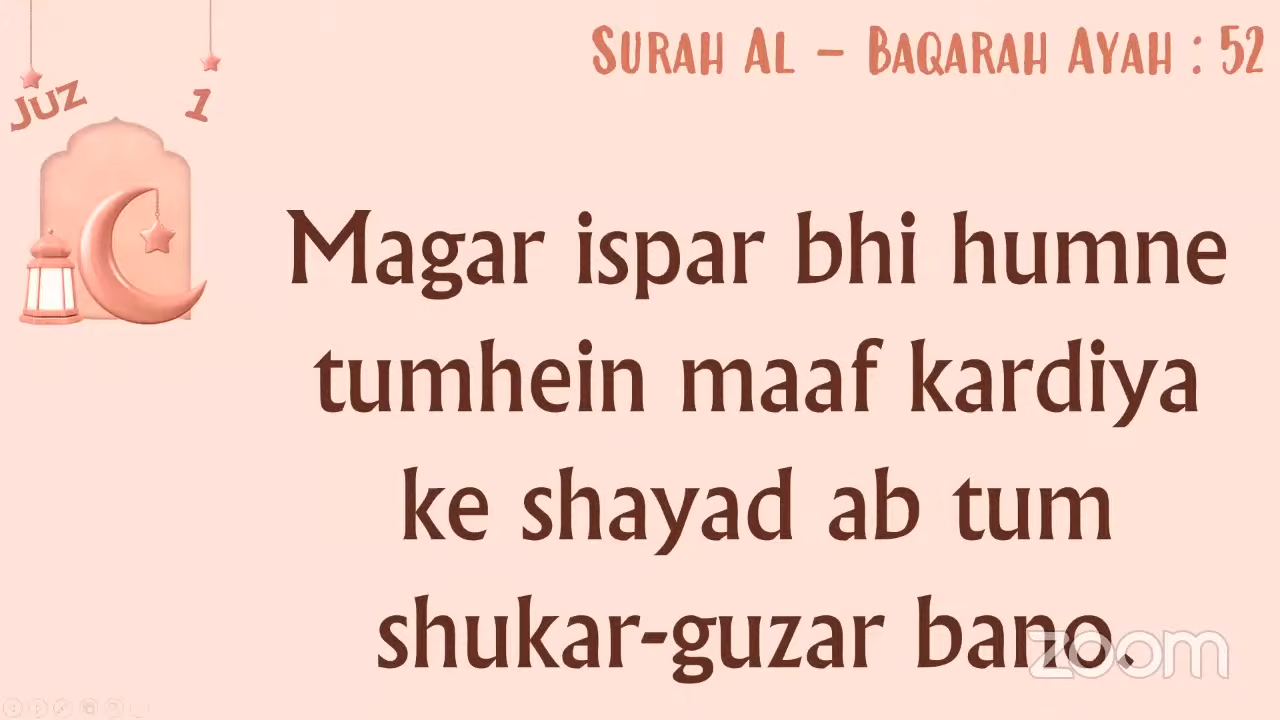 SURAH AL – BAQARAH AYAH : 52
JUZ 1
Magar ispar bhi humne
tumhein maaf kardiya
ke shayad ab tum
shukar-guzar bano.
zoom